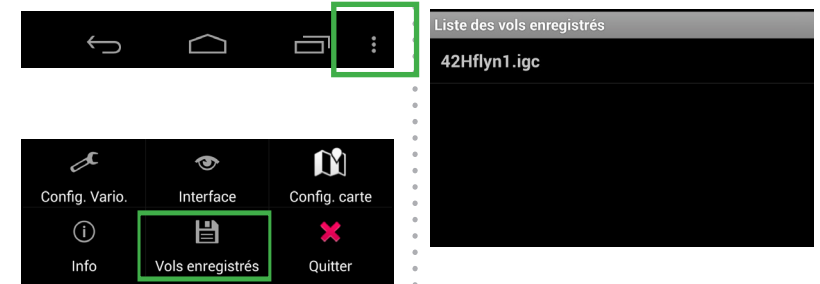 Config. Vario.
Interface
Config. carte
Info
Vols enregistrés
Quitter
Liste des vols enregistrés
42Hflyn1.igc